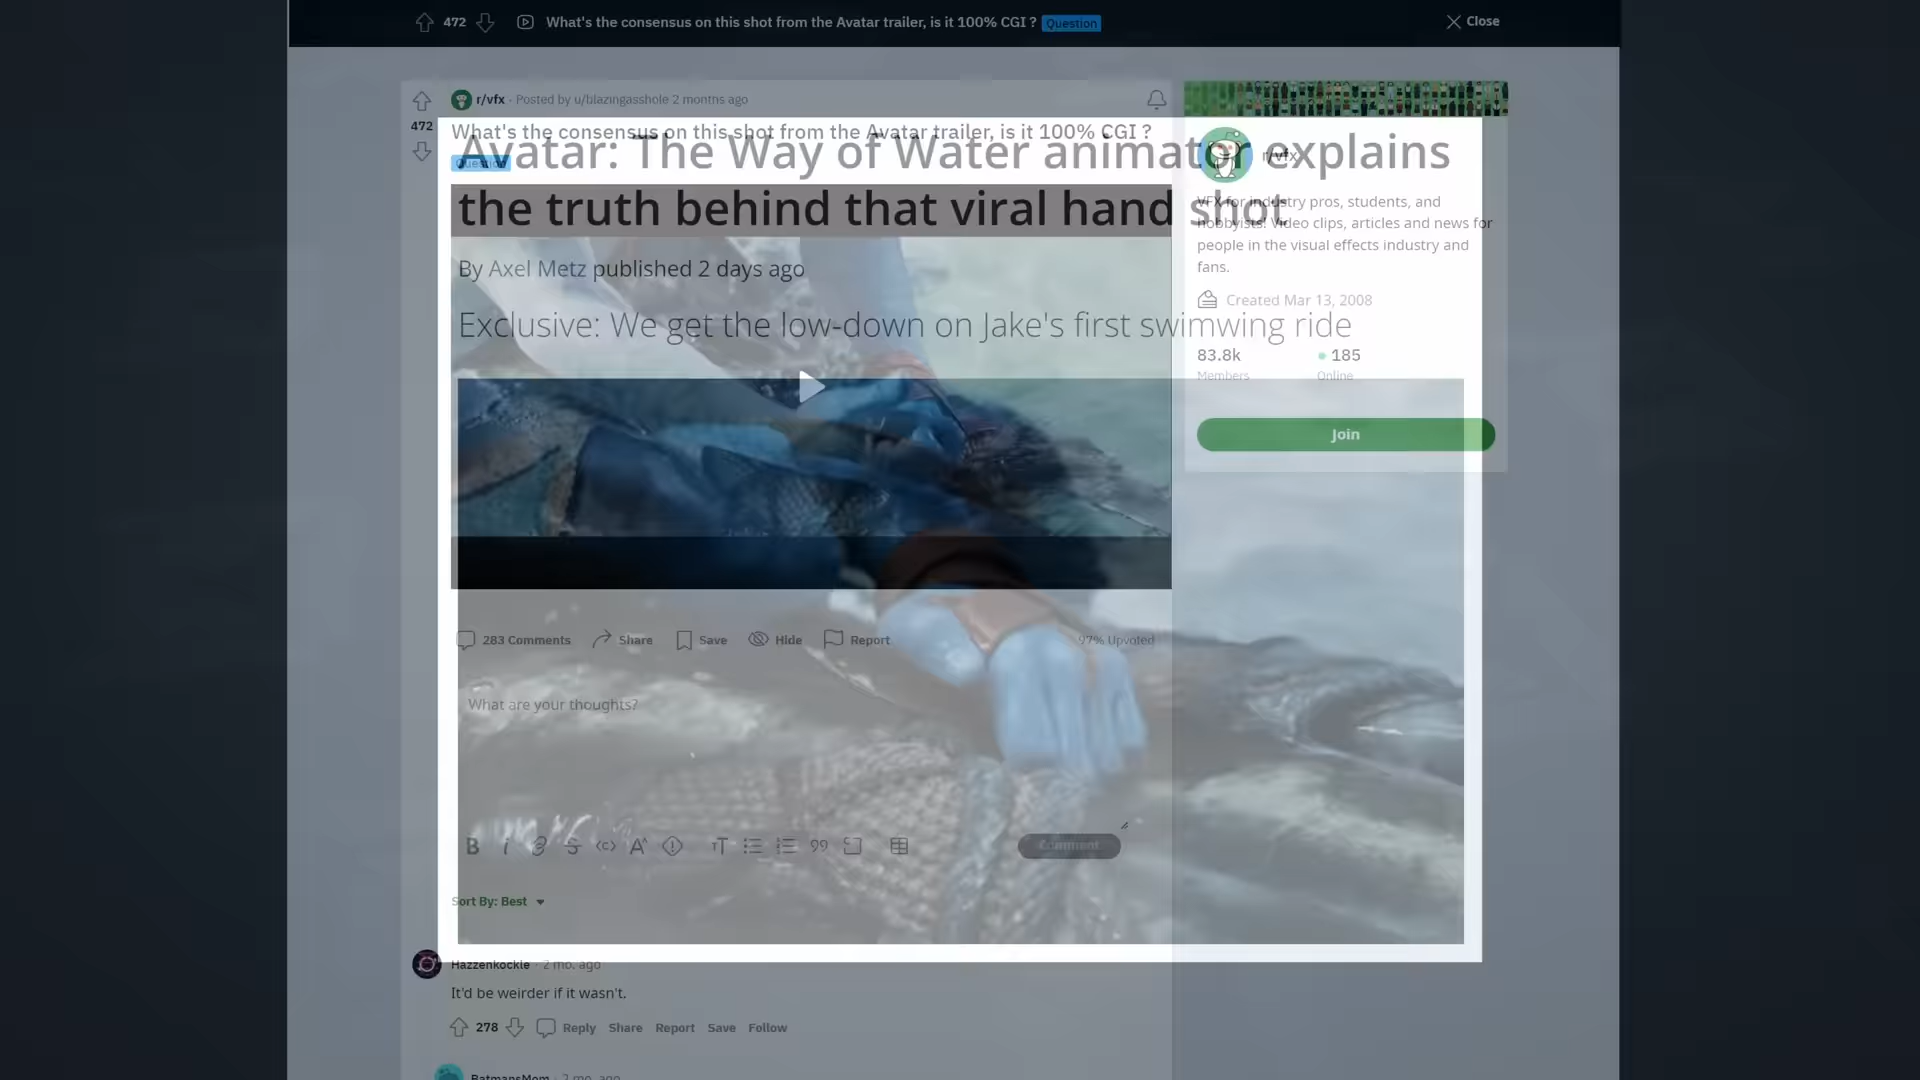 472
What's the consensus on this shot from the Avatar trailer, is it 100% CGI ?
Question
Close
r/vfx · Posted by u/blazingasshole 2 months ago
472
What's the consensus on this shot from the Avatar trailer, is it 100% CGI ?
Question
Avatar: The Way of Water animator explains
the truth behind that viral hand shot
By Axel Metz published 2 days ago
Exclusive: We get the low-down on Jake's first swimwing ride
r/vfx
VFX for industry pros, students, and
hobbyists! Video clips, articles and news for
people in the visual effects industry and
fans.
Created Mar 13, 2008
83.8k
185
Members
Online
Join
283 Comments
Share
Save
Hide
Report
97% Upvoted
What are your thoughts?
Comment
Sort By: Best
Hazzenkockle · 2 mo. ago
It'd be weirder if it wasn't.
278
Reply
Share
Report
Save
Follow
BatmansMom · 2 mo. ago